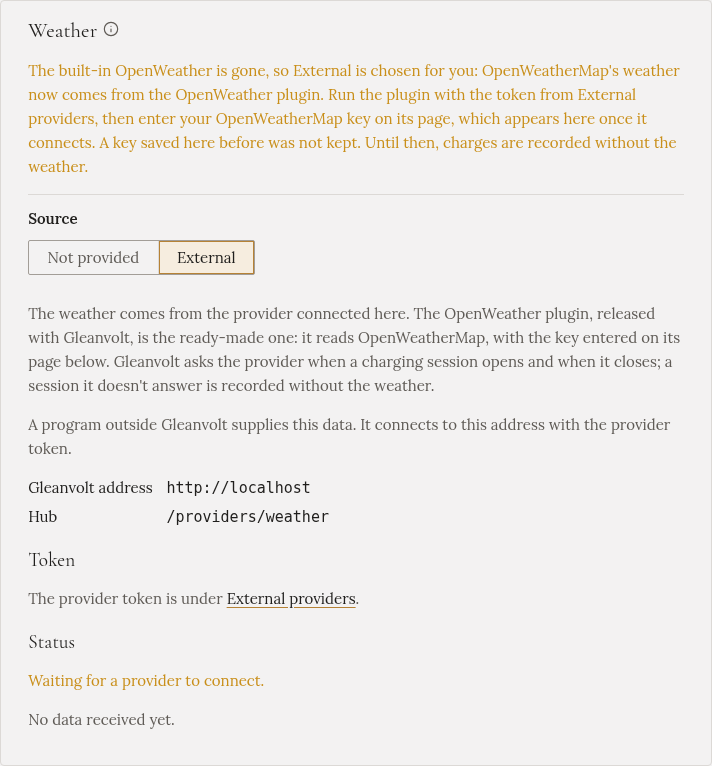 Weather
The built-in OpenWeather is gone, so External is chosen for you: OpenWeatherMap's weather
now comes from the OpenWeather plugin. Run the plugin with the token from External
providers, then enter your OpenWeatherMap key on its page, which appears here once it
connects. A key saved here before was not kept. Until then, charges are recorded without the
weather.
Source
Not provided External
The weather comes from the provider connected here. The OpenWeather plugin, released
with Gleanvolt, is the ready-made one: it reads OpenWeatherMap, with the key entered on its
page below. Gleanvolt asks the provider when a charging session opens and when it closes; a
session it doesn't answer is recorded without the weather.
A program outside Gleanvolt supplies this data. It connects to this address with the provider
token.
Gleanvolt address http://localhost
Hub /providers/weather
Token
The provider token is under External providers.
Status
Waiting for a provider to connect.
No data received yet.